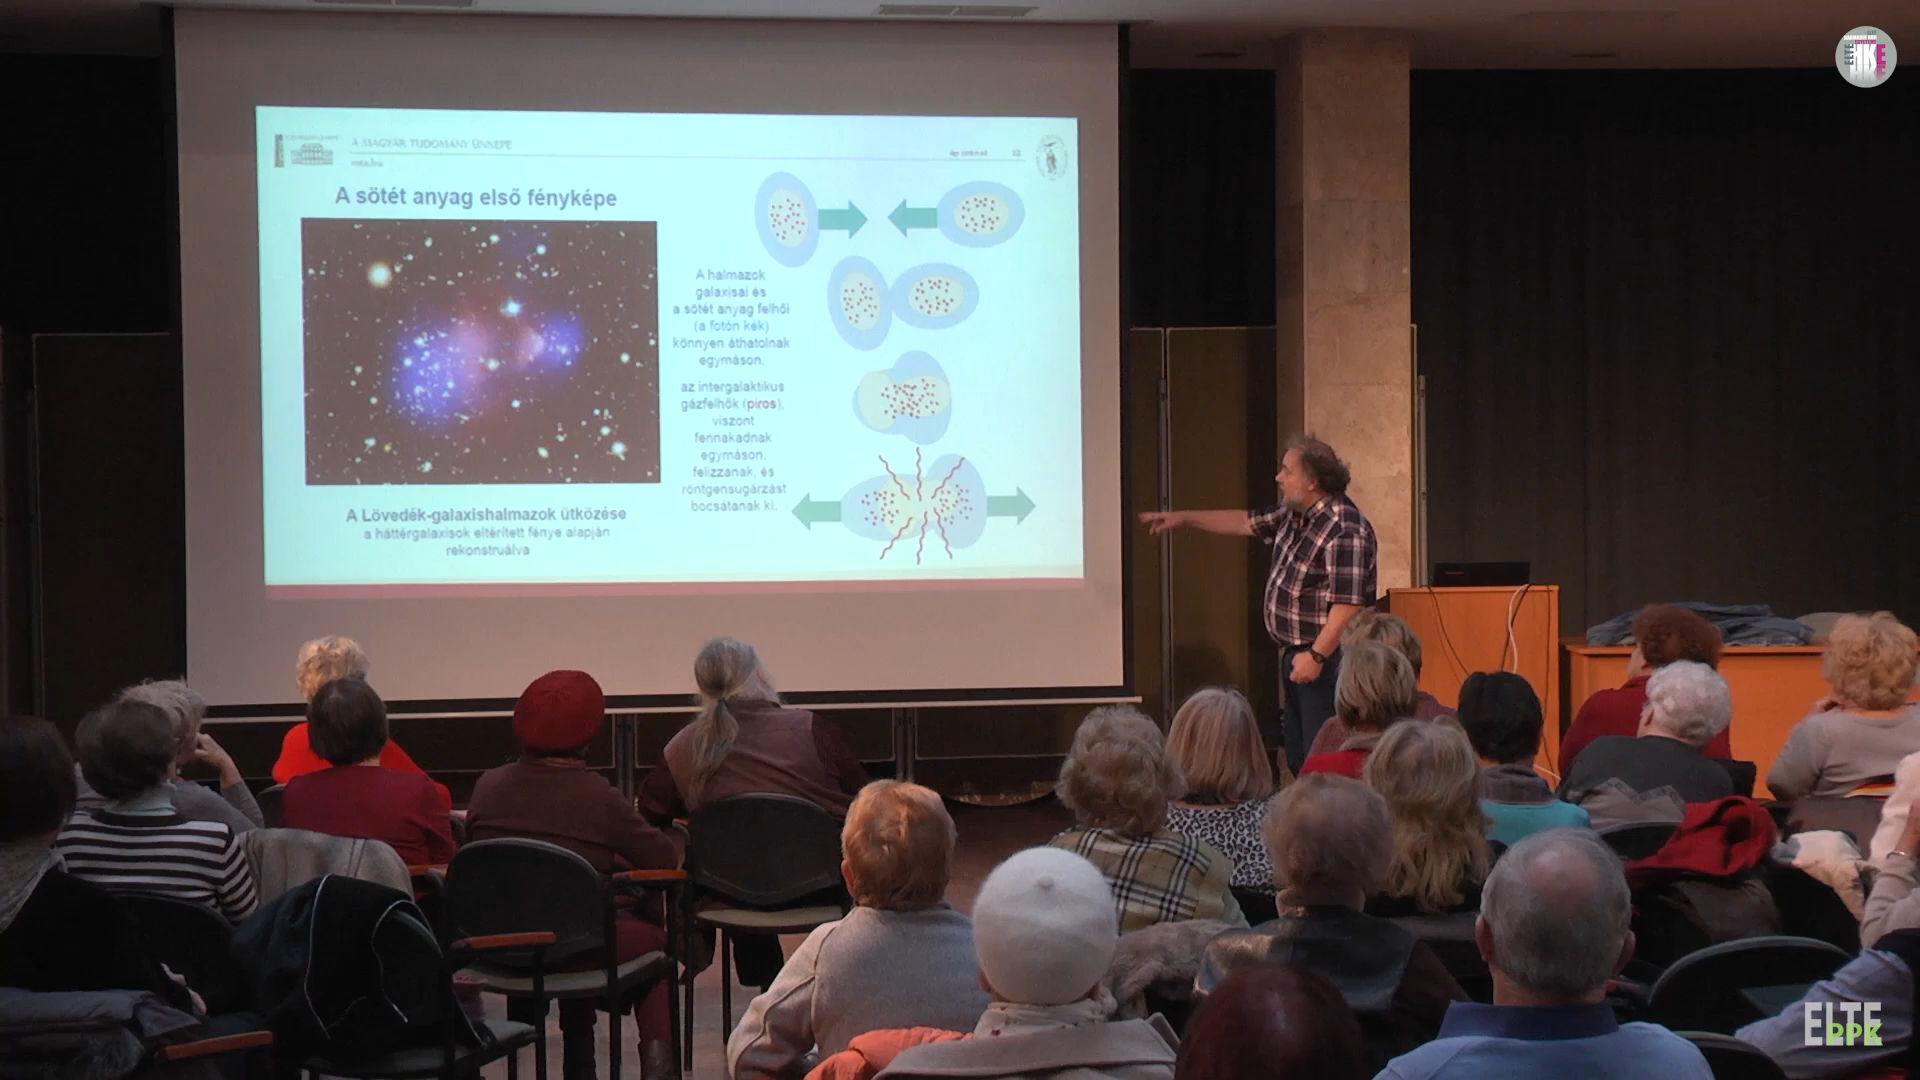 A MAGYAR TUDOMÁNY ÜNNEPE
mta.hu
22
A sötét anyag első fényképe
A halmazok
galaxisai és
a sötét anyag felhői
(a fotón kék)
könnyen áthatolnak
egymáson,
az intergalaktikus
gázfelhők (piros),
viszont
fennakadnak
egymáson,
felizzanak, és
röntgensugárzást
bocsátanak ki.
A Lövedék-galaxishalmazok ütközése
a háttérgalaxisok eltérített fénye alapján
rekonstruálva
ELTE
PPK